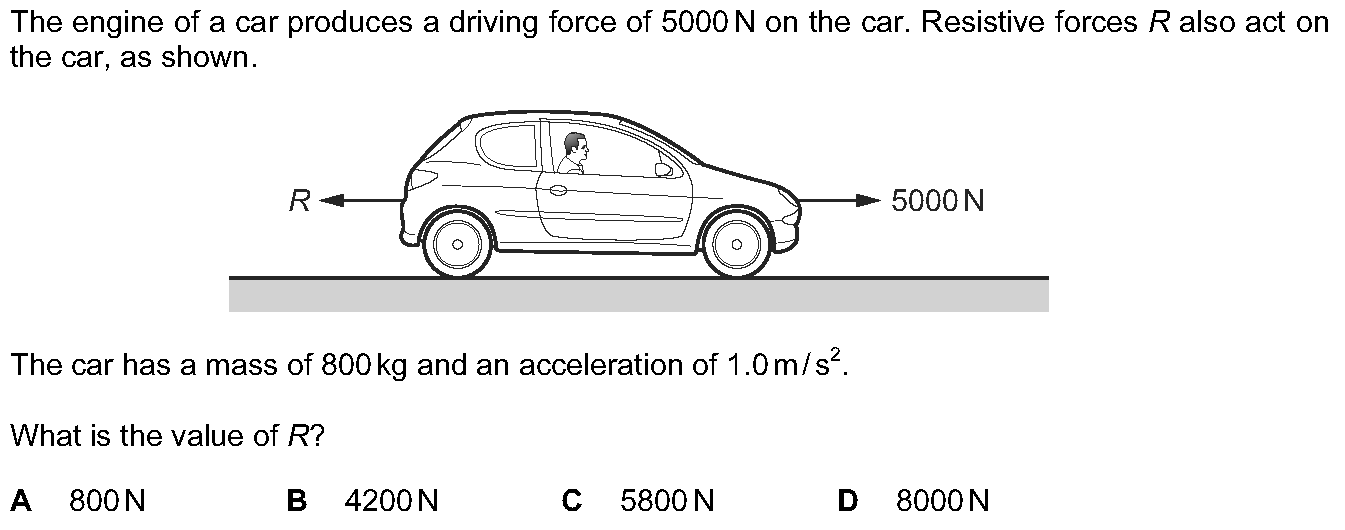 The engine of a car produces a driving force of 5000 N on the car. Resistive forces R also act on
the car, as shown.
R
5000 N
The car has a mass of 800 kg and an acceleration of 1.0 m / s².
What is the value of R?
A 800 N B 4200 N C 5800 N D 8000 N